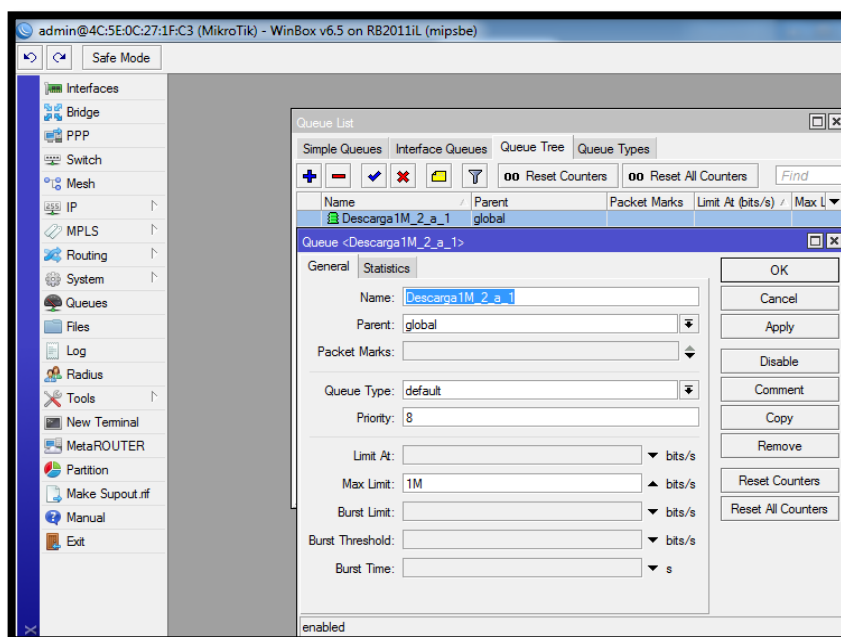 admin@4C:5E:0C:27:1F:C3 (MikroTik) - WinBox v6.5 on RB2011iL (mipsbe)
Safe Mode
Interfaces
Bridge
PPP
Switch
Mesh
IP
MPLS
Routing
System
Queues
Files
Log
Radius
Tools
New Terminal
MetaROUTER
Partition
Make Supout.rif
Manual
Exit
Queue List
Simple Queues Interface Queues Queue Tree Queue Types
00 Reset Counters 00 Reset All Counters Find
Name Parent Packet Marks Limit At (bits/s) Max L
Descarga1M_2_a_1 global
Queue <Descarga1M_2_a_1>
General Statistics
Name: Descarga1M_2_a_1
Parent: global
Packet Marks:
Queue Type: default
Priority: 8
Limit At: bits/s
Max Limit: 1M bits/s
Burst Limit: bits/s
Burst Threshold: bits/s
Burst Time: s
OK
Cancel
Apply
Disable
Comment
Copy
Remove
Reset Counters
Reset All Counters
enabled